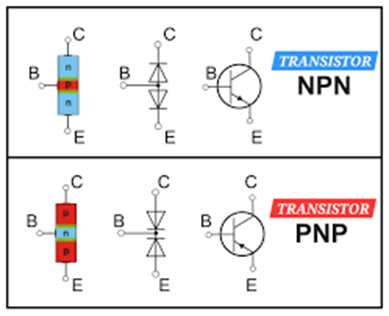 C C C
n
B p B B
n
E E E
TRANSISTOR
NPN
C C C
p
B n B B
p
E E E
TRANSISTOR
PNP